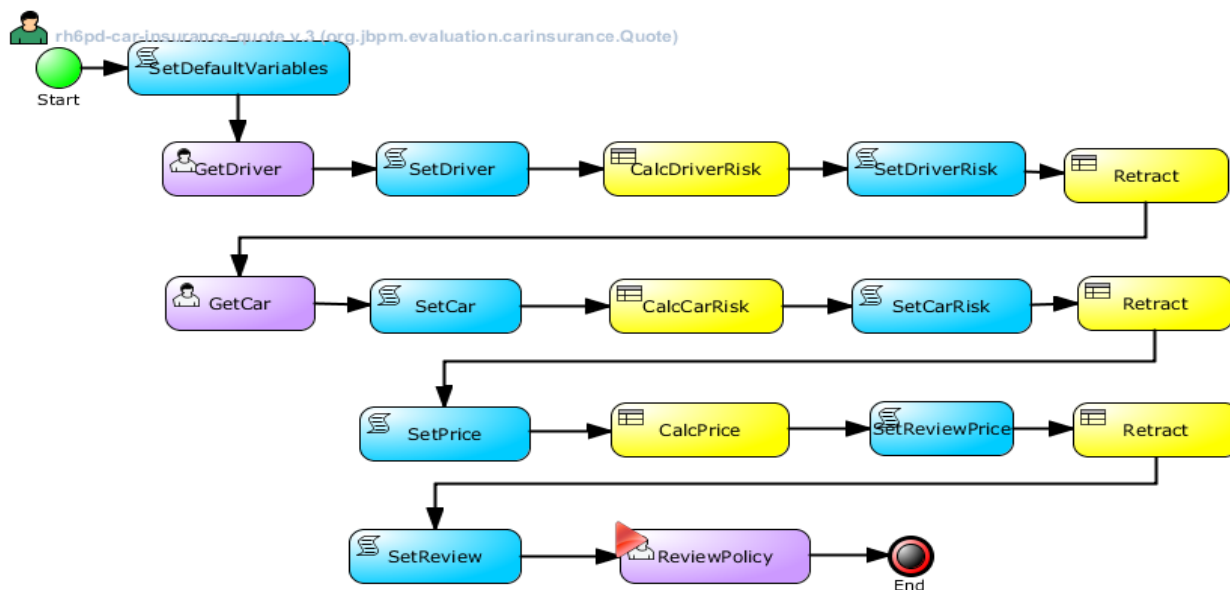 rh6pd-car-insurance-quote v.3 (org.jbpm.evaluation.carinsurance.Quote)
SetDefaultVariables
Start
GetDriver
SetDriver
CalcDriverRisk
SetDriverRisk
Retract
GetCar
SetCar
CalcCarRisk
SetCarRisk
Retract
SetPrice
CalcPrice
SetReviewPrice
Retract
SetReview
ReviewPolicy
End